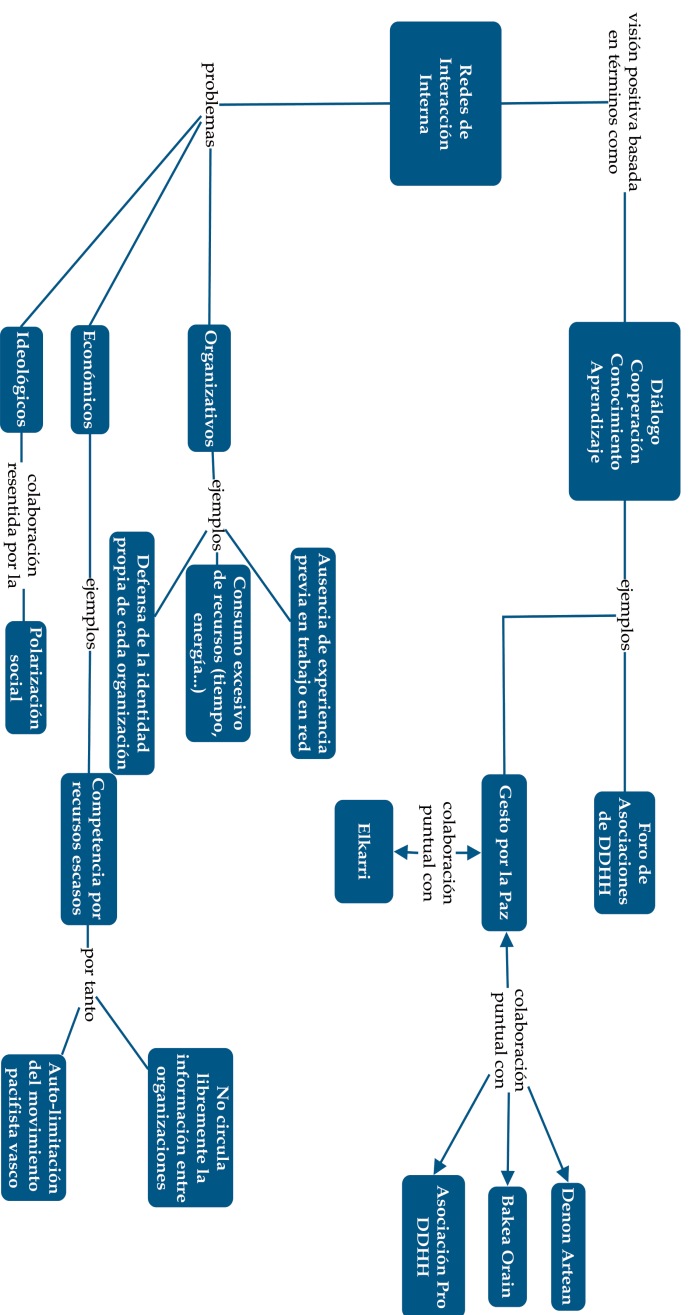 visión positiva basada
en términos como
Redes de
Interacción
Interna
problemas
Diálogo
Cooperación
Conocimiento
Aprendizaje
ejemplos
Foro de
Asociaciones
de DDHH
Gesto por la Paz
colaboración
puntual con
Elkarri
colaboración
puntual con
Denon Artean
Bakea Orain
Asociación Pro
DDHH
Organizativos
ejemplos
Ausencia de experiencia
previa en trabajo en red
Consumo excesivo
de recursos (tiempo,
energía...)
Defensa de la identidad
propia de cada organización
Económicos
ejemplos
Competencia por
recursos escasos
por tanto
No circula
libremente la
información entre
organizaciones
Auto-limitación
del movimiento
pacifista vasco
Ideológicos
colaboración
resentida por la
Polarización
social